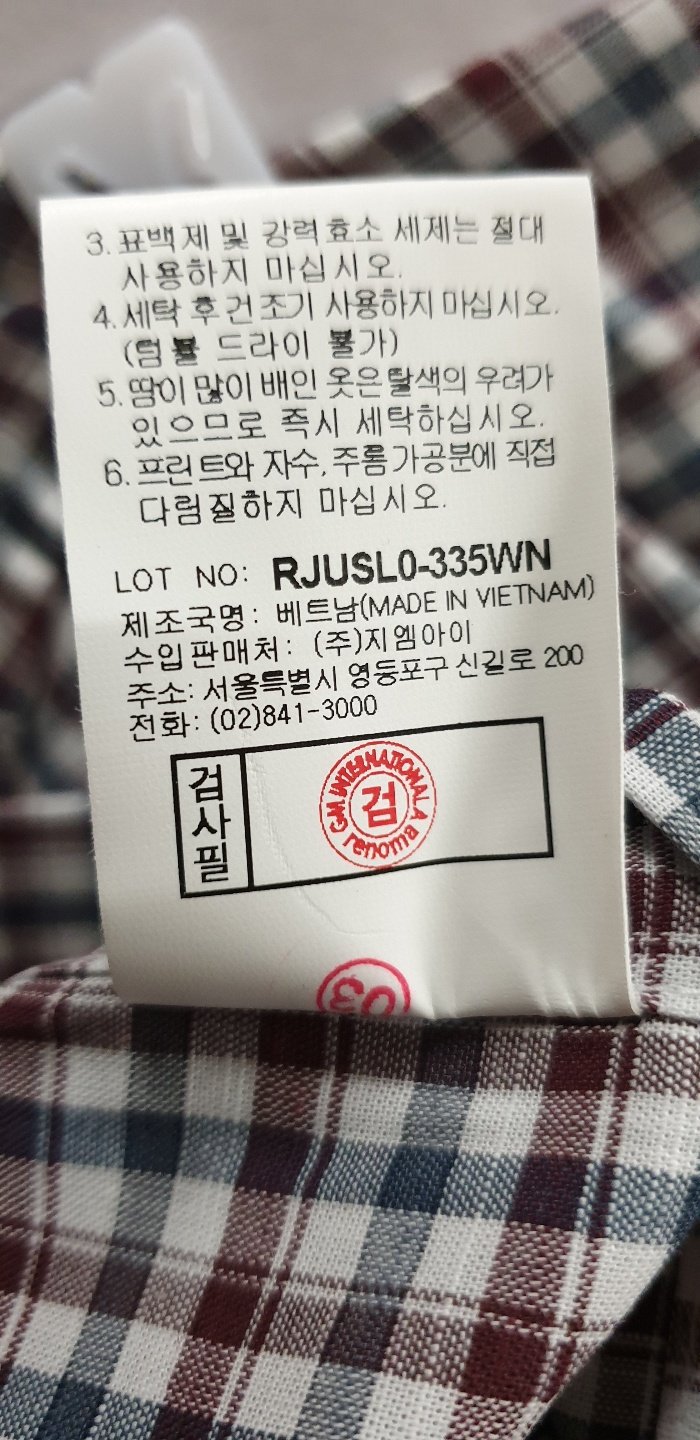 3. 표백제 및 강력 효소 세제는 절대
사용하지 마십시오.
4. 세탁 후 건조기 사용하지 마십시오.
(텀블 드라이 불가)
5. 땀이 많이 배인 옷은 탈색의 우려가
있으므로 즉시 세탁하십시오.
6. 프린트와 자수, 주름 가공분에 직접
다림질하지 마십시오.
LOT NO: RJUSL0-335WN
제조국명: 베트남(MADE IN VIETNAM)
수입판매처: (주)지엠아이
주소: 서울특별시 영등포구 신길로 200
전화: (02)841-3000
검사필
GM INTERNATIONAL A
검
renoma